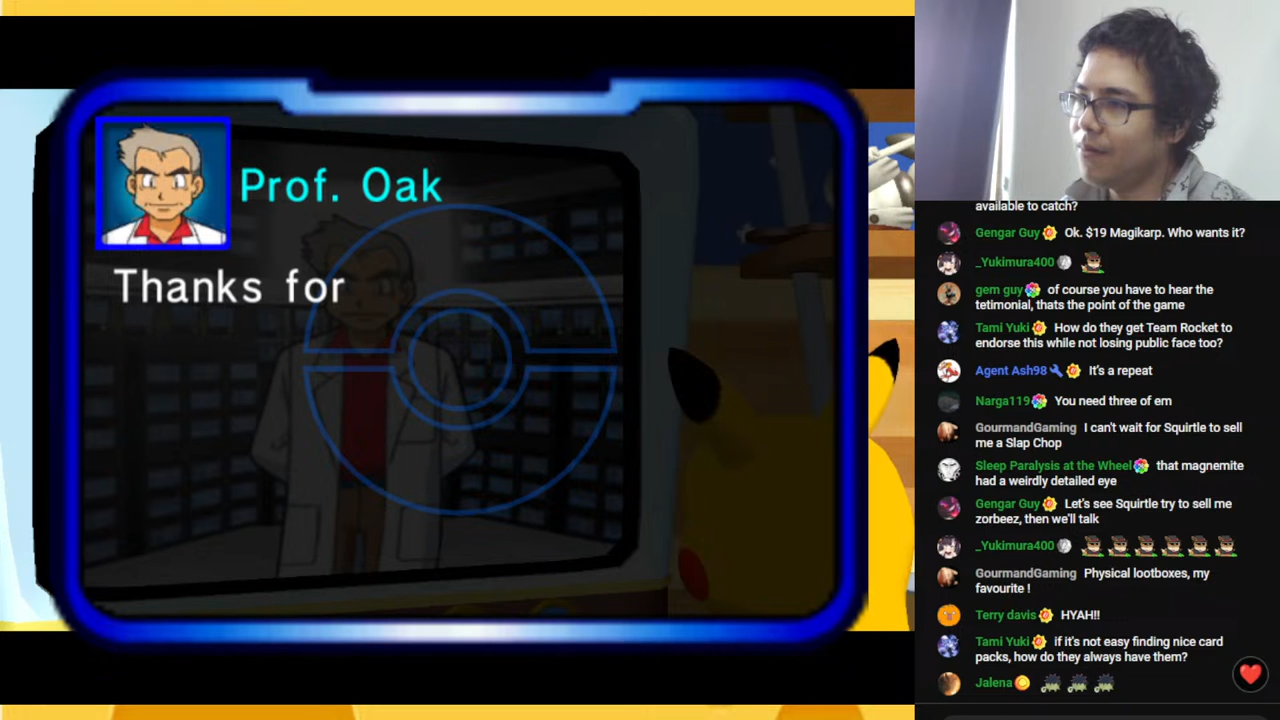 Prof. Oak
Thanks for
available to catch?
Gengar Guy Ok. $19 Magikarp. Who wants it?
_Yukimura400
gem guy of course you have to hear the
tetimonial, thats the point of the game
Tami Yuki How do they get Team Rocket to
endorse this while not losing public face too?
Agent Ash98 It's a repeat
Narga119 You need three of em
GourmandGaming I can't wait for Squirtle to sell
me a Slap Chop
Sleep Paralysis at the Wheel that magnemite
had a weirdly detailed eye
Gengar Guy Let's see Squirtle try to sell me
zorbeez, then we'll talk
_Yukimura400
GourmandGaming Physical lootboxes, my
favourite !
Terry davis HYAH!!
Tami Yuki if it's not easy finding nice card
packs, how do they always have them?
Jalena